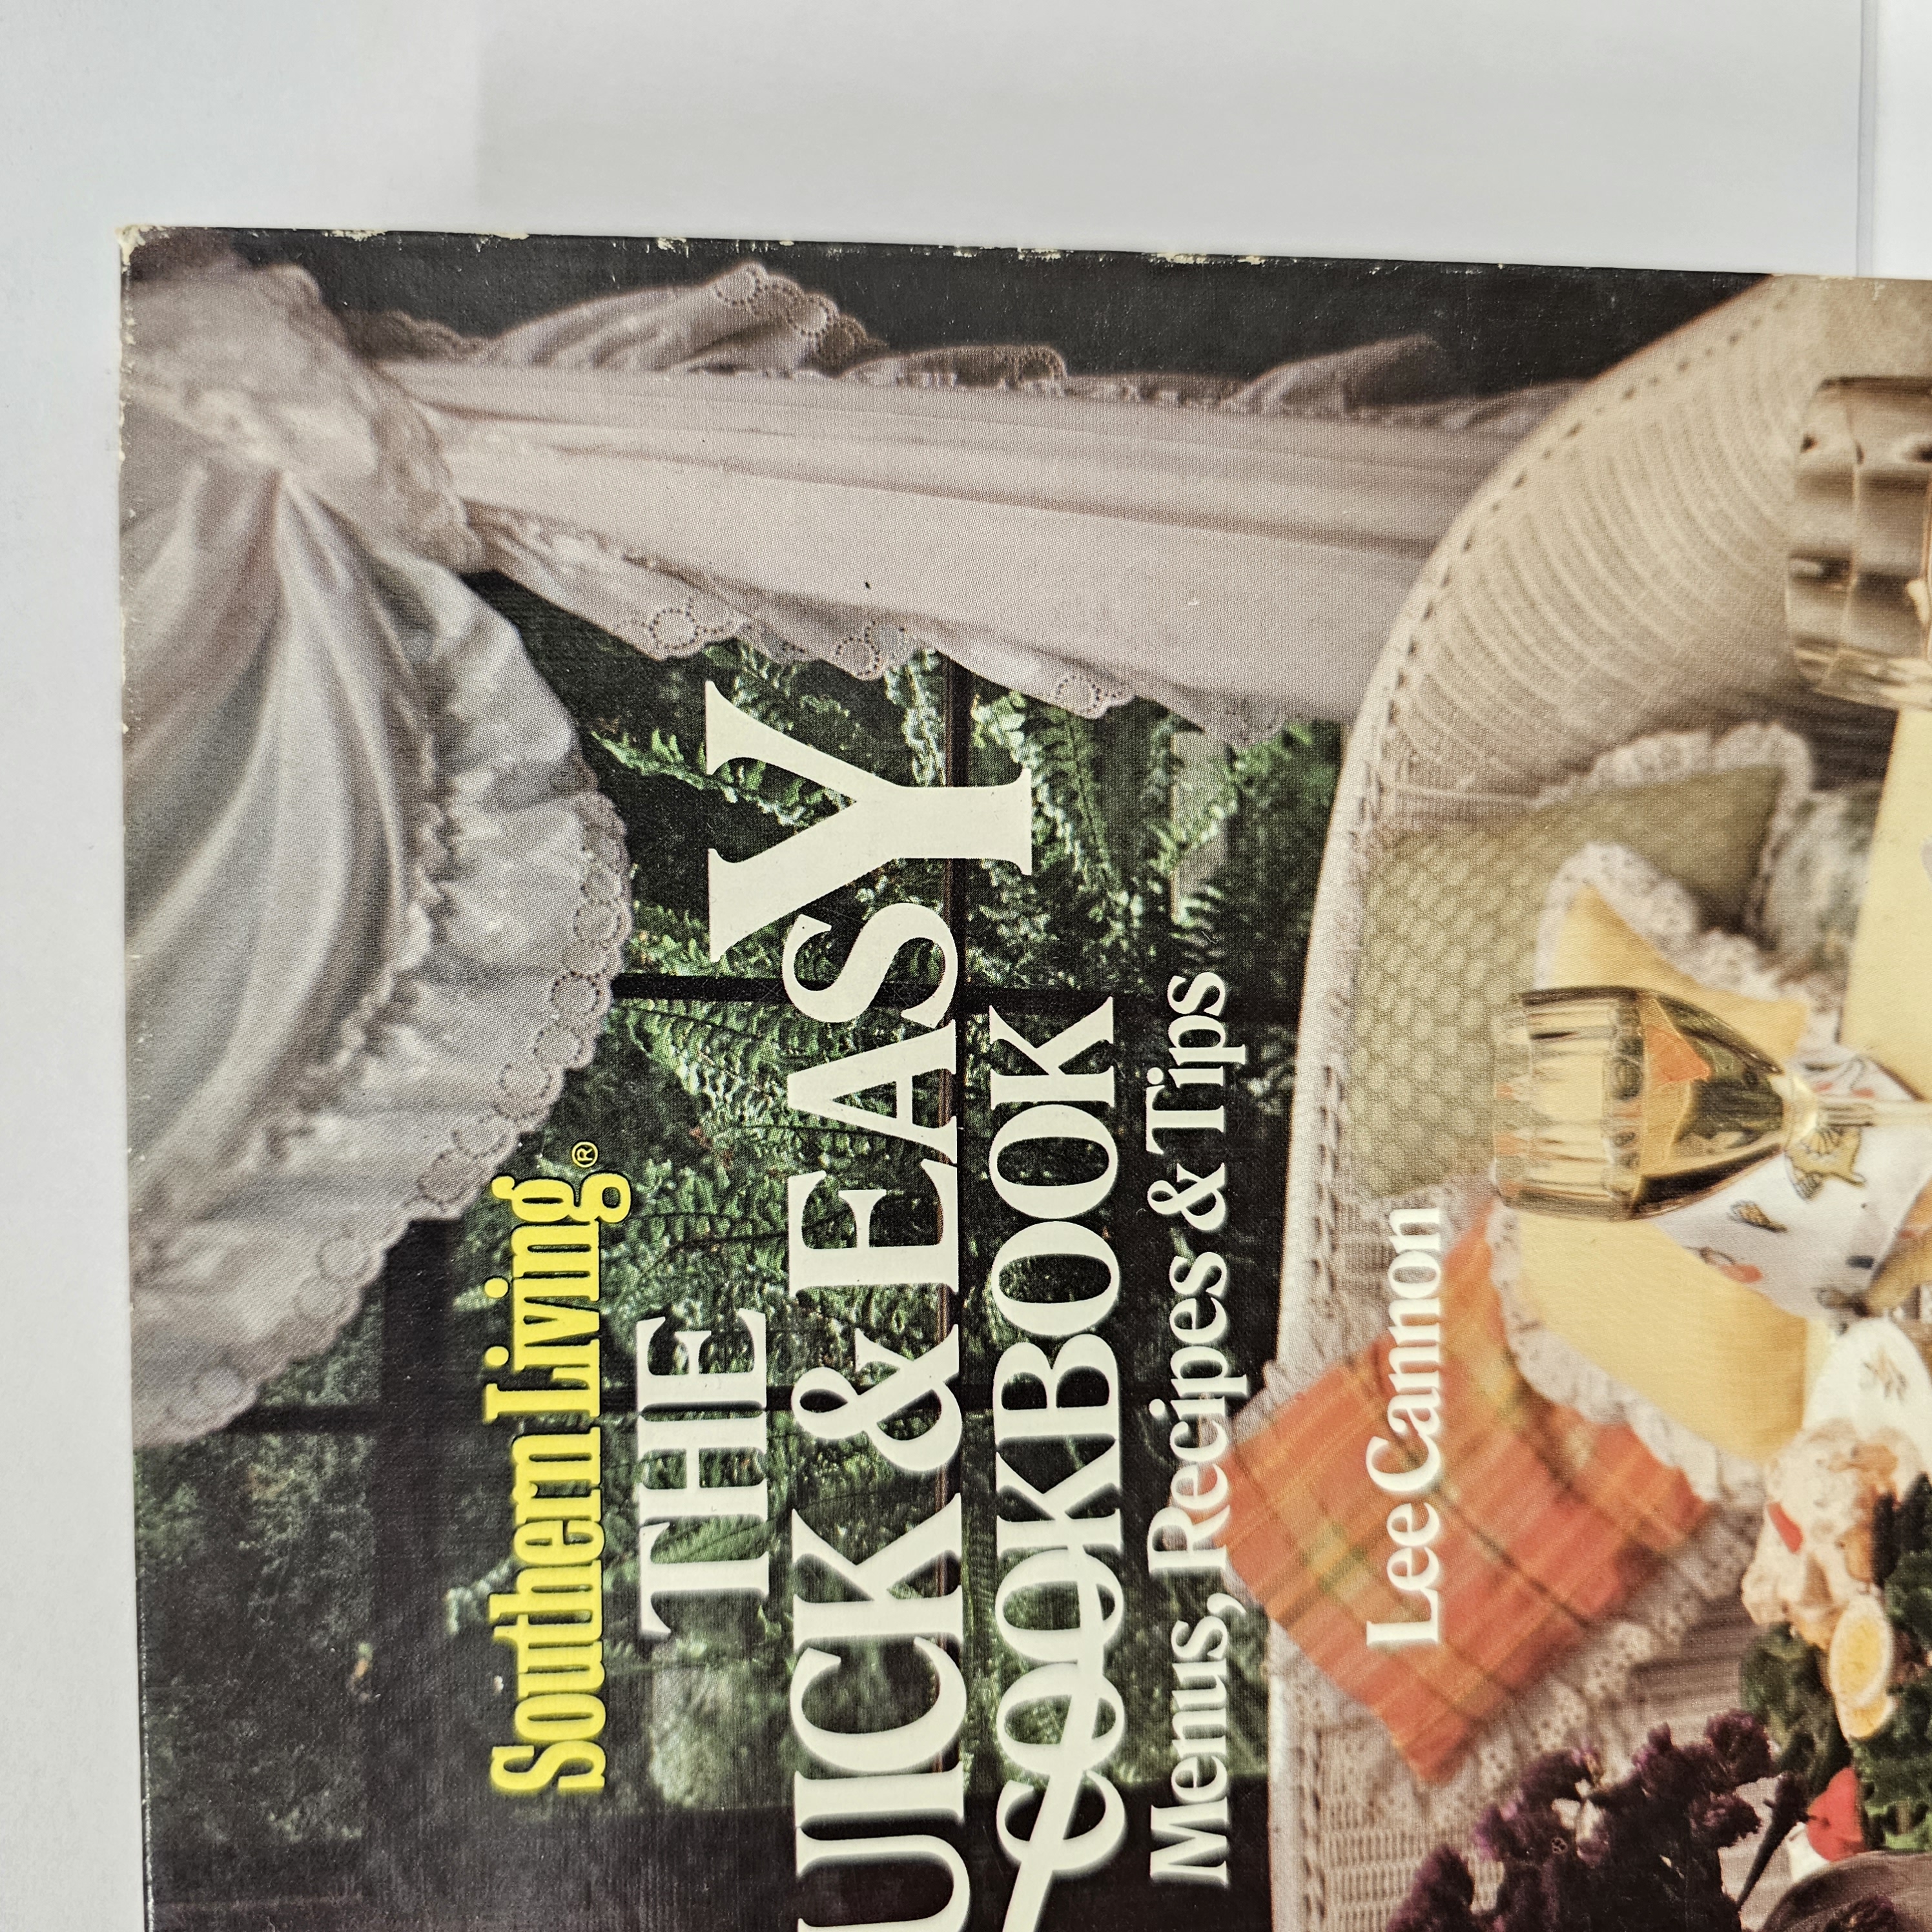 Southern Living®
THE
UICK & EASY
COOKBOOK
Menus, Recipes & Tips
Lee Cannon